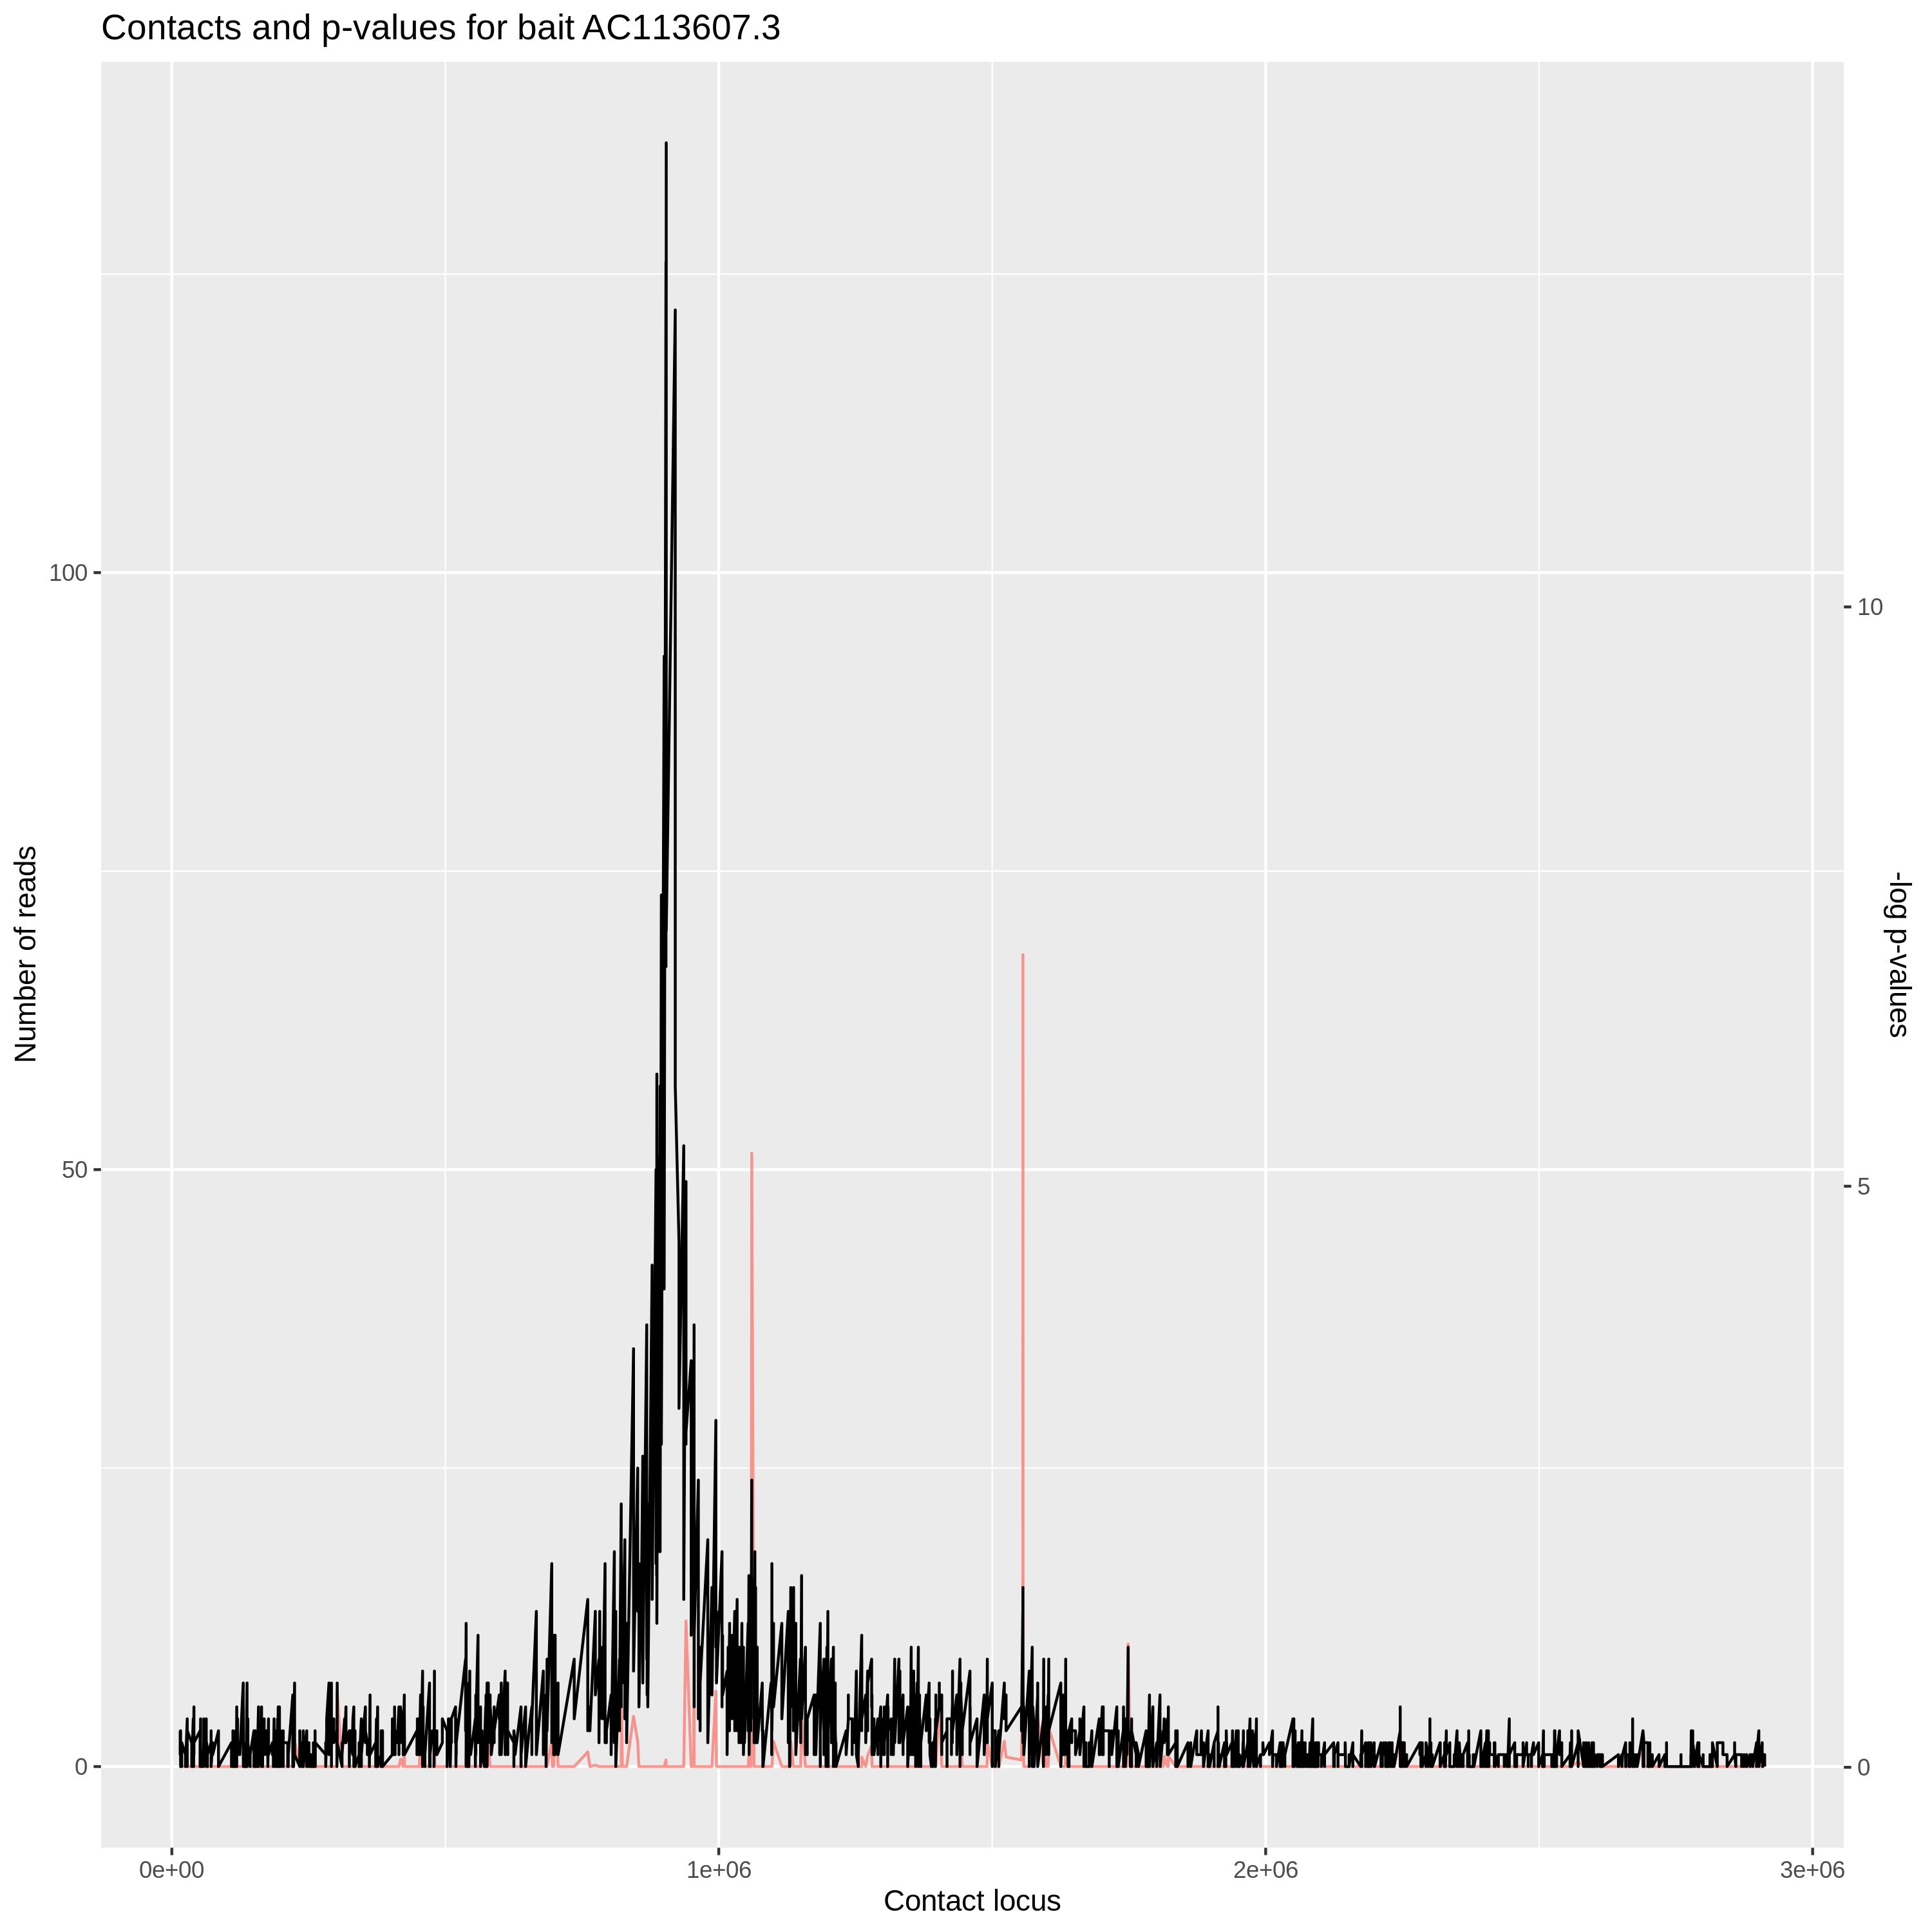 Contacts and p-values for bait AC113607.3
Number of reads
100
50
0
10
5
0
-log p-values
0e+00 1e+06 2e+06 3e+06
Contact locus